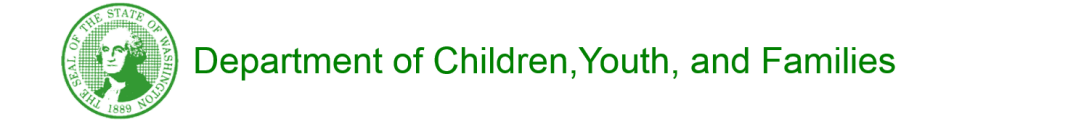 THE SEAL OF THE STATE OF WASHINGTON
1889
Department of Children,Youth, and Families